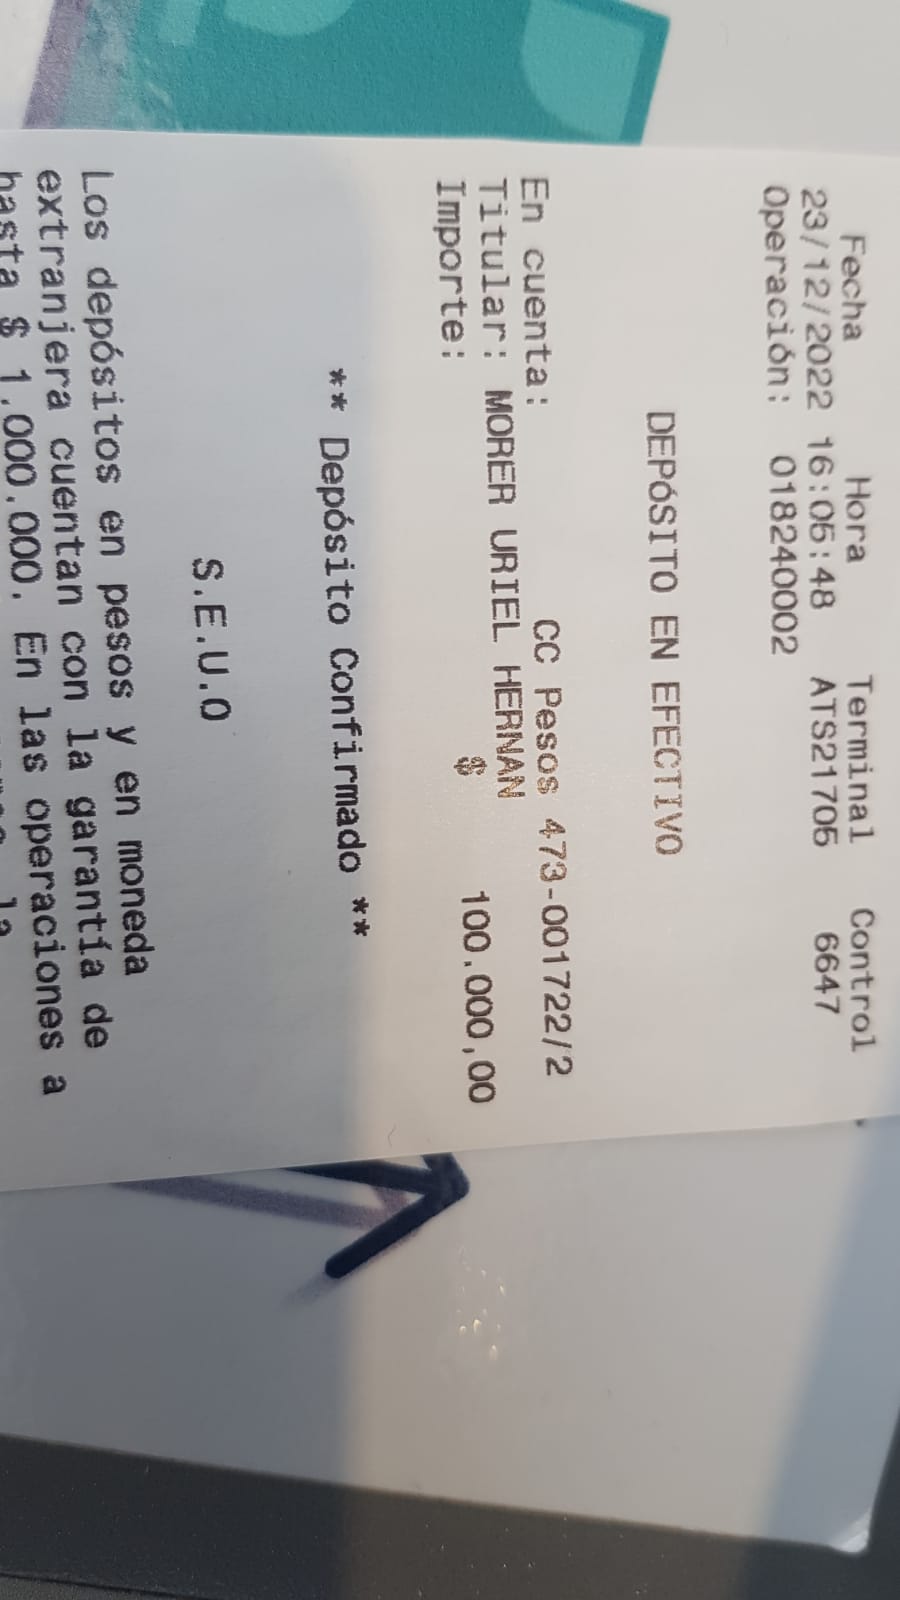 Fecha Hora Terminal Control
23/12/2022 16:05:48 ATS21705 6647
Operación: 018240002
DEPÓSITO EN EFECTIVO
En cuenta: CC Pesos 473-001722/2
Titular: MORER URIEL HERNAN
Importe: $ 100.000,00
** Depósito Confirmado **
S.E.U.O
Los depósitos en pesos y en moneda
extranjera cuentan con la garantía de
hasta $ 1.000.000. En las operaciones a
la